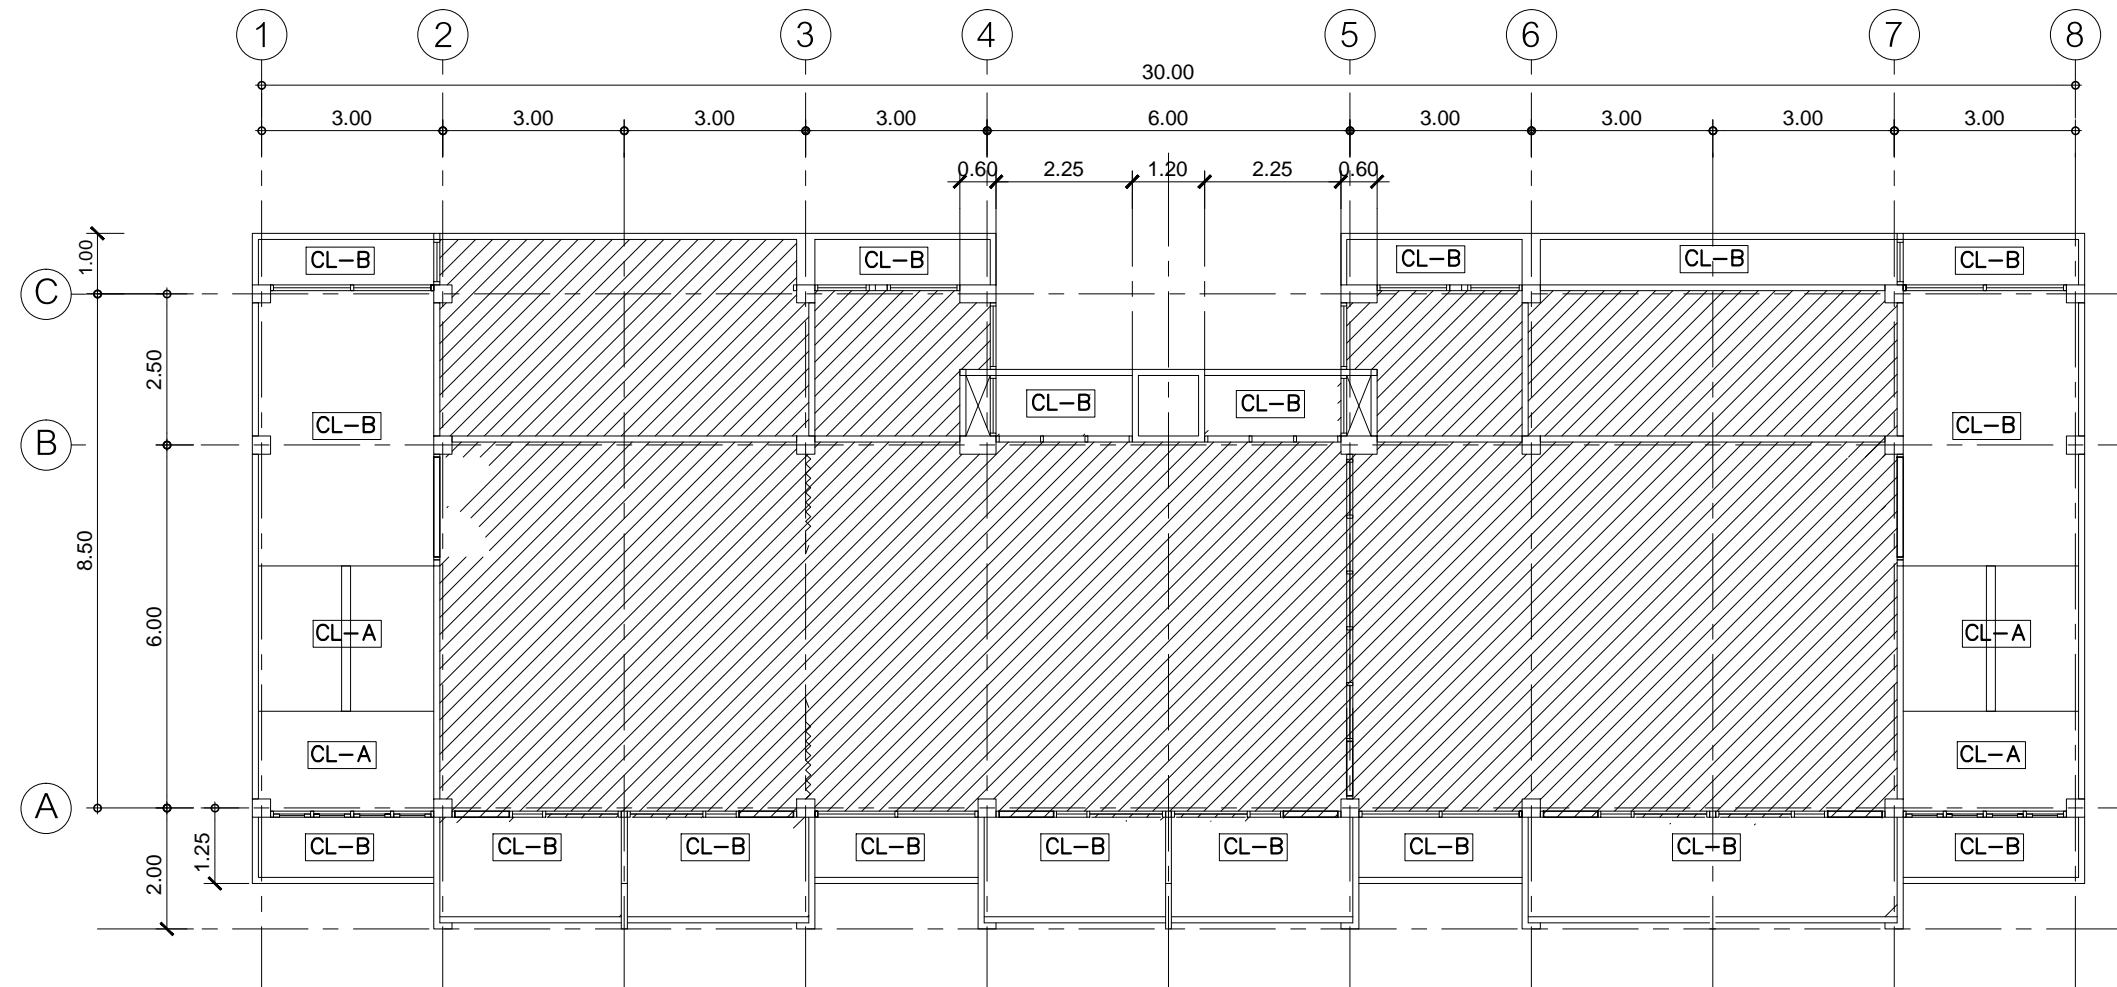 1 2 3 4 5 6 7 8
30.00
3.00 3.00 3.00 3.00 6.00 3.00 3.00 3.00 3.00
0.60 2.25 1.20 2.25 0.60
1.00
CL-B CL-B CL-B CL-B CL-B
C
2.50
CL-B CL-B
CL-B CL-B
B
8.50
6.00
CL-A CL-A
CL-A CL-A
A
1.25
2.00
CL-B CL-B CL-B CL-B CL-B CL-B CL-B CL-B CL-B